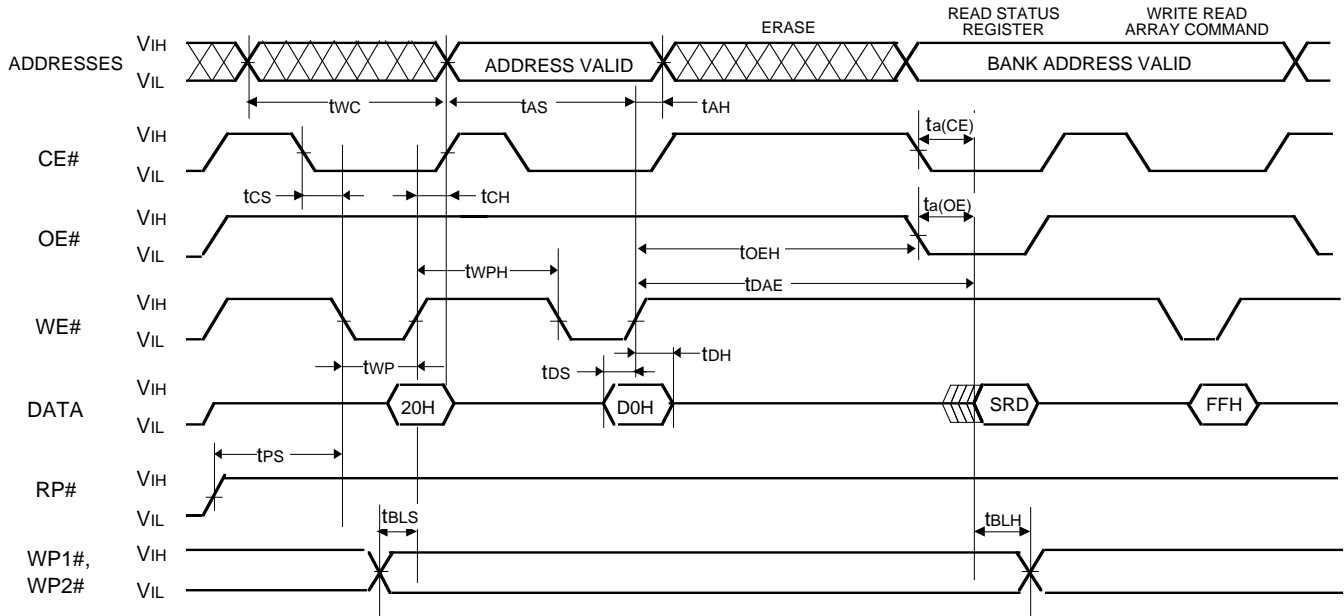 ERASE
READ STATUS
REGISTER
WRITE READ
ARRAY COMMAND
ADDRESSES
VIH
VIL
ADDRESS VALID
BANK ADDRESS VALID
tWC
tAS
tAH
ta(CE)
CE#
VIH
VIL
tCS
tCH
ta(OE)
OE#
VIH
VIL
tOEH
tWPH
tDAE
WE#
VIH
VIL
tWP
tDS
tDH
DATA
VIH
VIL
20H
D0H
SRD
FFH
tPS
RP#
VIH
VIL
tBLS
tBLH
WP1#,
WP2#
VIH
VIL